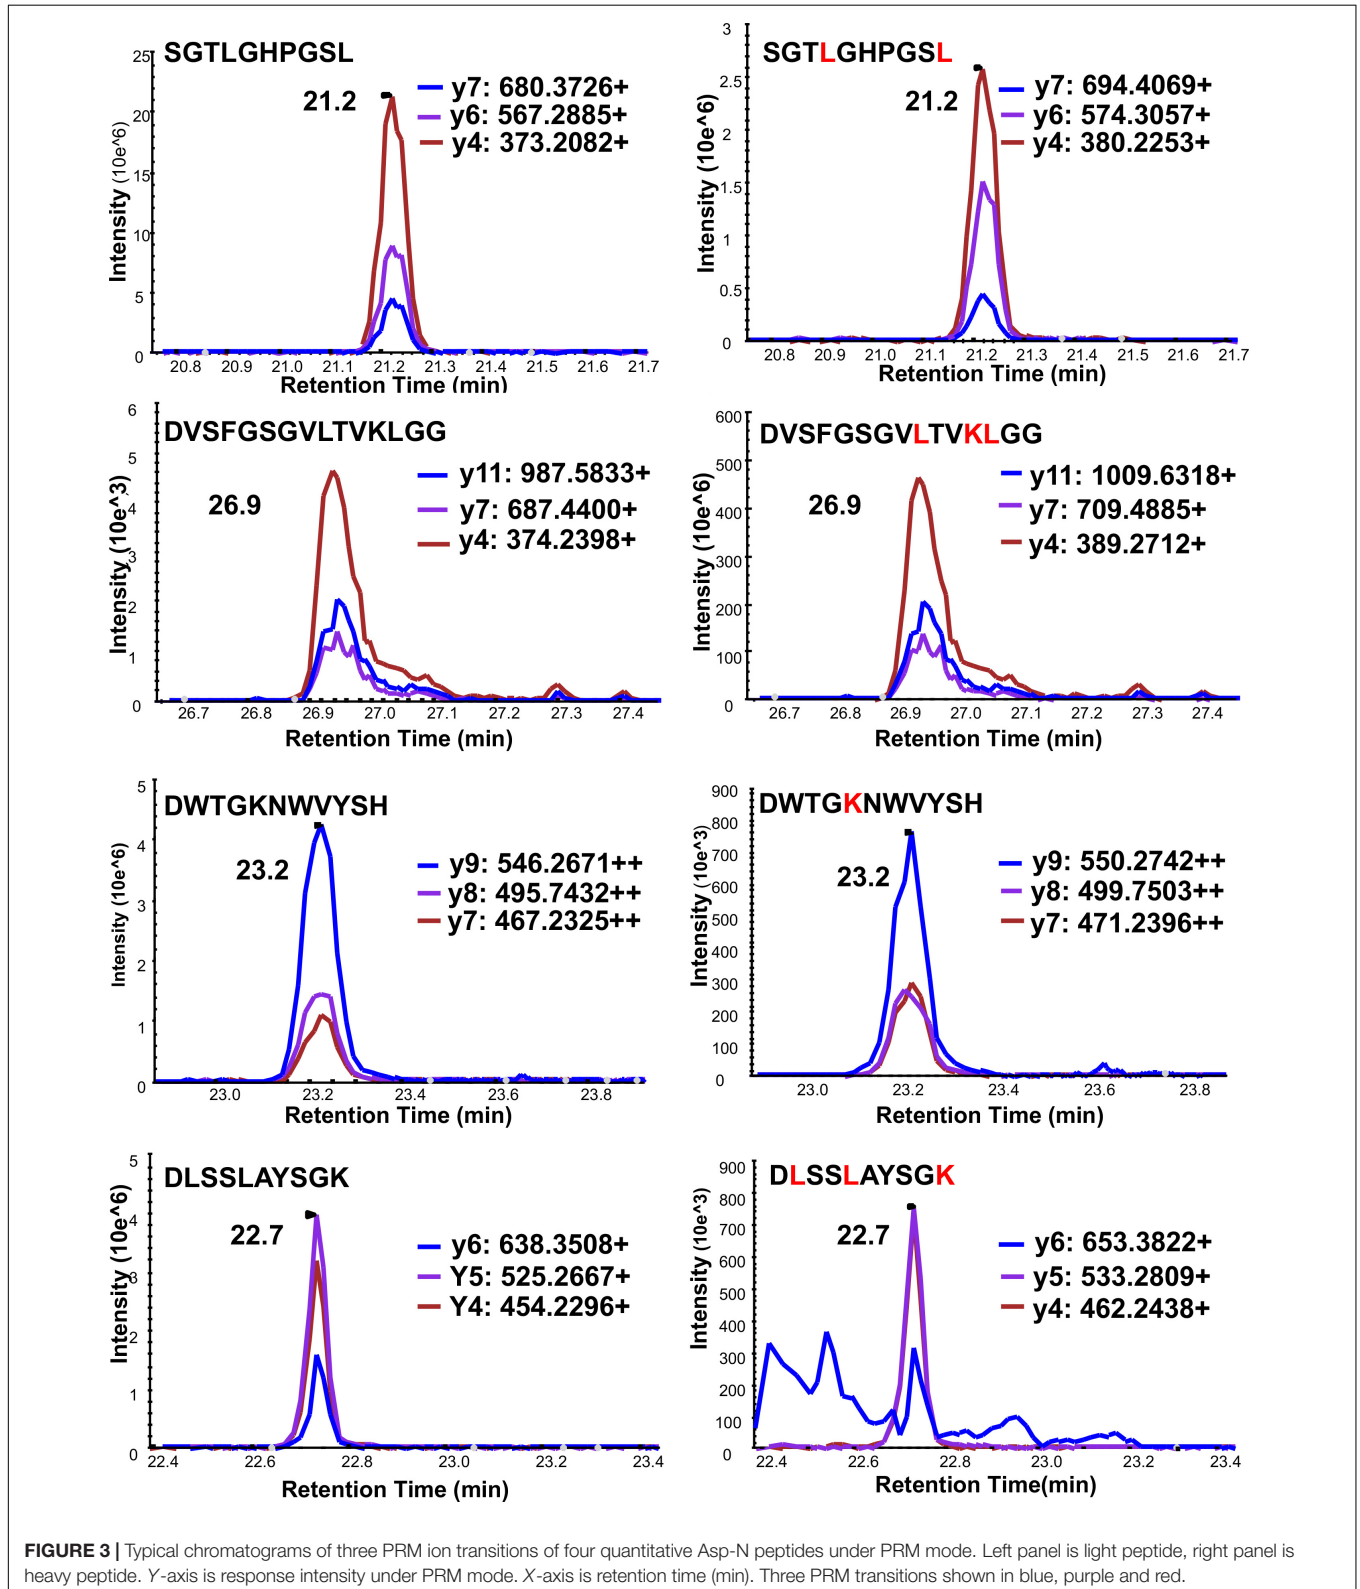 SGTLGHPGSL
25
20
15
10
5
0
Intensity (10e^6)
21.2
y7: 680.3726+
y6: 567.2885+
y4: 373.2082+
20.8 20.9 21.0 21.1 21.2 21.3 21.4 21.5 21.6 21.7
Retention Time (min)
SGTLGHPGSL
3
2.5
2
1.5
1
0.5
0
Intensity (10e^6)
21.2
y7: 694.4069+
y6: 574.3057+
y4: 380.2253+
20.8 20.9 21.0 21.1 21.2 21.3 21.4 21.5 21.6 21.7
Retention Time (min)
DVSFGSGVLTVKLGG
6
5
4
3
2
1
0
Intensity (10e^3)
26.9
y11: 987.5833+
y7: 687.4400+
y4: 374.2398+
26.7 26.8 26.9 27.0 27.1 27.2 27.3 27.4
Retention Time (min)
DVSFGSGVLTVKLGG
600
500
400
300
200
100
0
Intensity (10e^6)
26.9
y11: 1009.6318+
y7: 709.4885+
y4: 389.2712+
26.7 26.8 26.9 27.0 27.1 27.2 27.3 27.4
Retention Time (min)
DWTGKNWVYSH
5
4
3
2
1
0
Intensity (10e^6)
23.2
y9: 546.2671++
y8: 495.7432++
y7: 467.2325++
23.0 23.2 23.4 23.6 23.8
Retention Time (min)
DWTGKNWVYSH
900
800
700
600
500
400
300
200
100
0
Intensity (10e^3)
23.2
y9: 550.2742++
y8: 499.7503++
y7: 471.2396++
23.0 23.2 23.4 23.6 23.8
Retention Time (min)
DLSSLAYSGK
5
4
3
2
1
0
Intensity (10e^6)
22.7
y6: 638.3508+
Y5: 525.2667+
Y4: 454.2296+
22.4 22.6 22.8 23.0 23.2 23.4
Retention Time (min)
DLSSLAYSGK
900
800
700
600
500
400
300
200
100
0
Intensity (10e^3)
22.7
y6: 653.3822+
y5: 533.2809+
y4: 462.2438+
22.4 22.6 22.8 23.0 23.2 23.4
Retention Time(min)
FIGURE 3 | Typical chromatograms of three PRM ion transitions of four quantitative Asp-N peptides under PRM mode. Left panel is light peptide, right panel is
heavy peptide. Y-axis is response intensity under PRM mode. X-axis is retention time (min). Three PRM transitions shown in blue, purple and red.